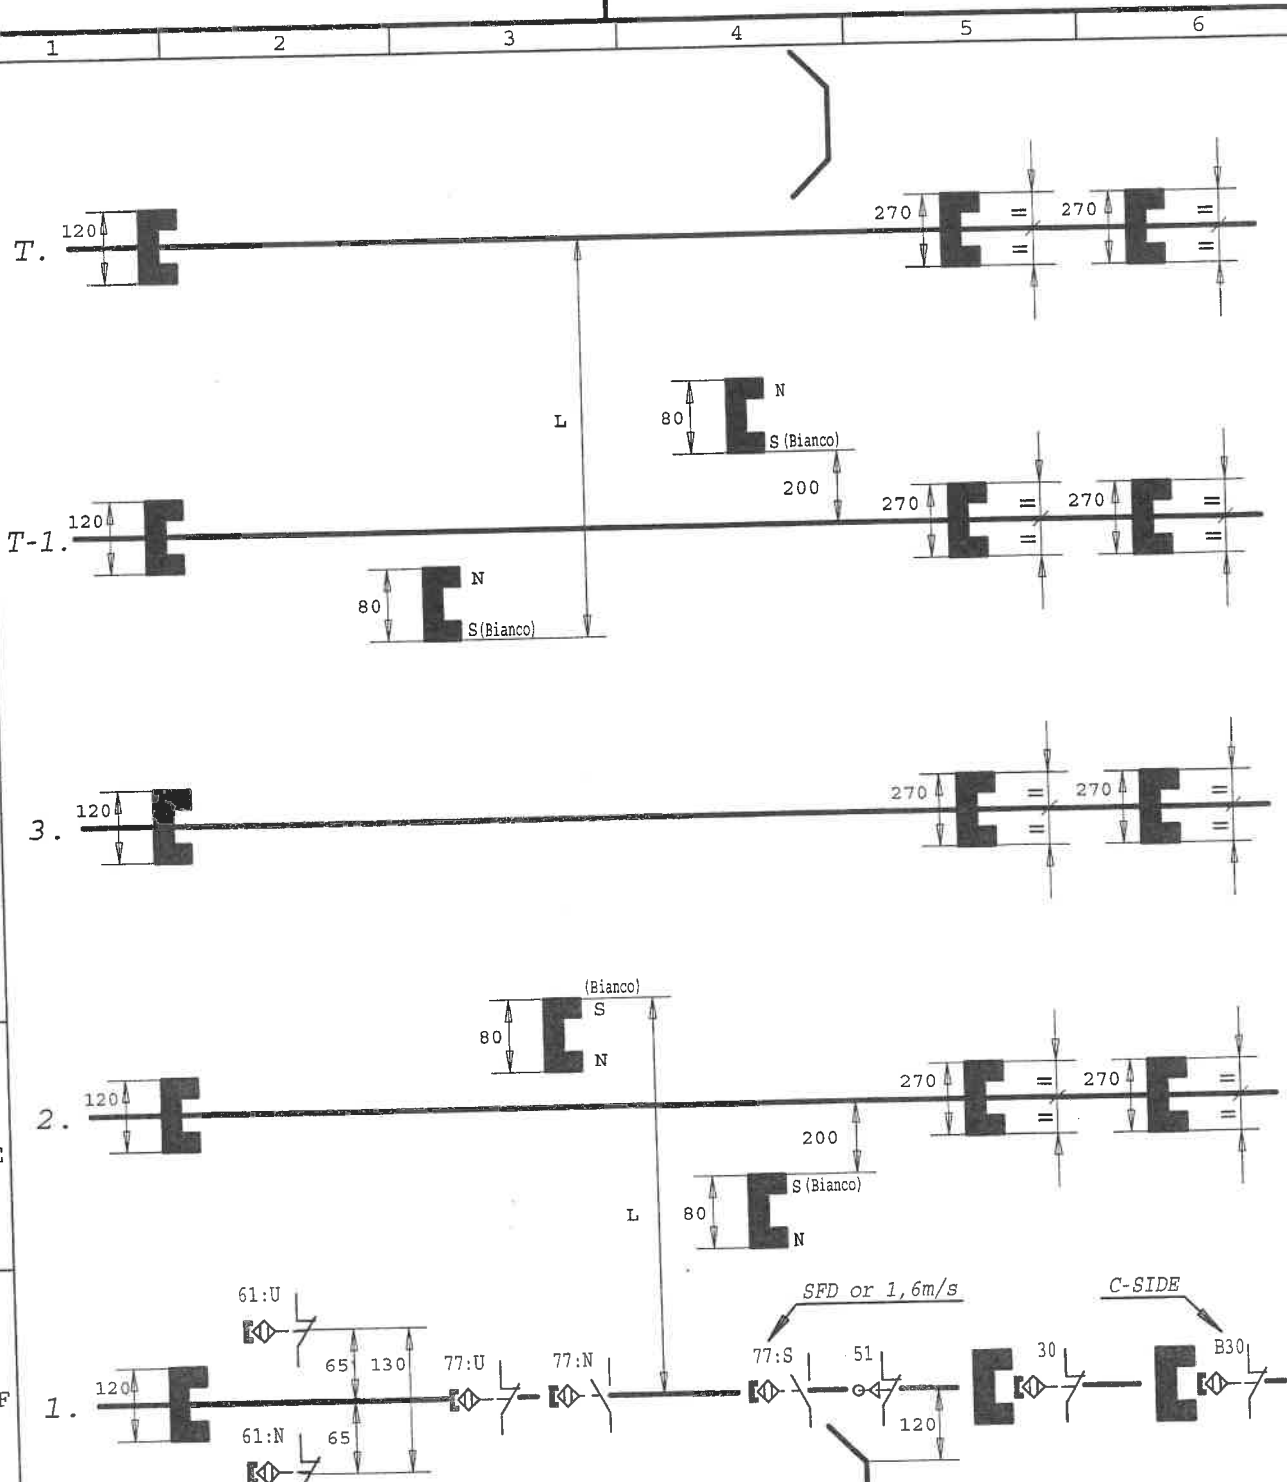 1 2 3 4 5 6
T. 120 270 = 270 =
= =
L
80 N
S (Bianco)
200
T-1. 120 270 = 270 =
= =
80 N
S(Bianco)
3. 120 270 = 270 =
= =
(Bianco)
80 S
N
2. 120 270 = 270 =
= =
200
L
80 S (Bianco)
N
SFD or 1,6m/s C-SIDE
61:U
65 130 77:U 77:N 77:S 51 30 B30
F 1. 120
61:N 65 120